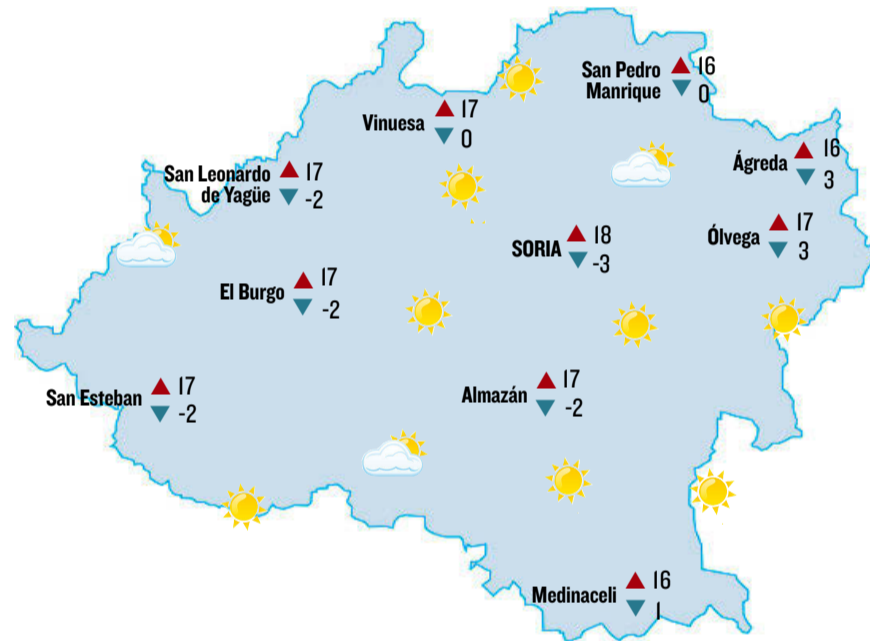 San Pedro
Manrique
16
0
Vinuesa
17
0
Ágreda
16
3
San Leonardo
de Yagüe
17
-2
SORIA
18
-3
Ólvega
17
3
El Burgo
17
-2
San Esteban
17
-2
Almazán
17
-2
Medinaceli
16
1